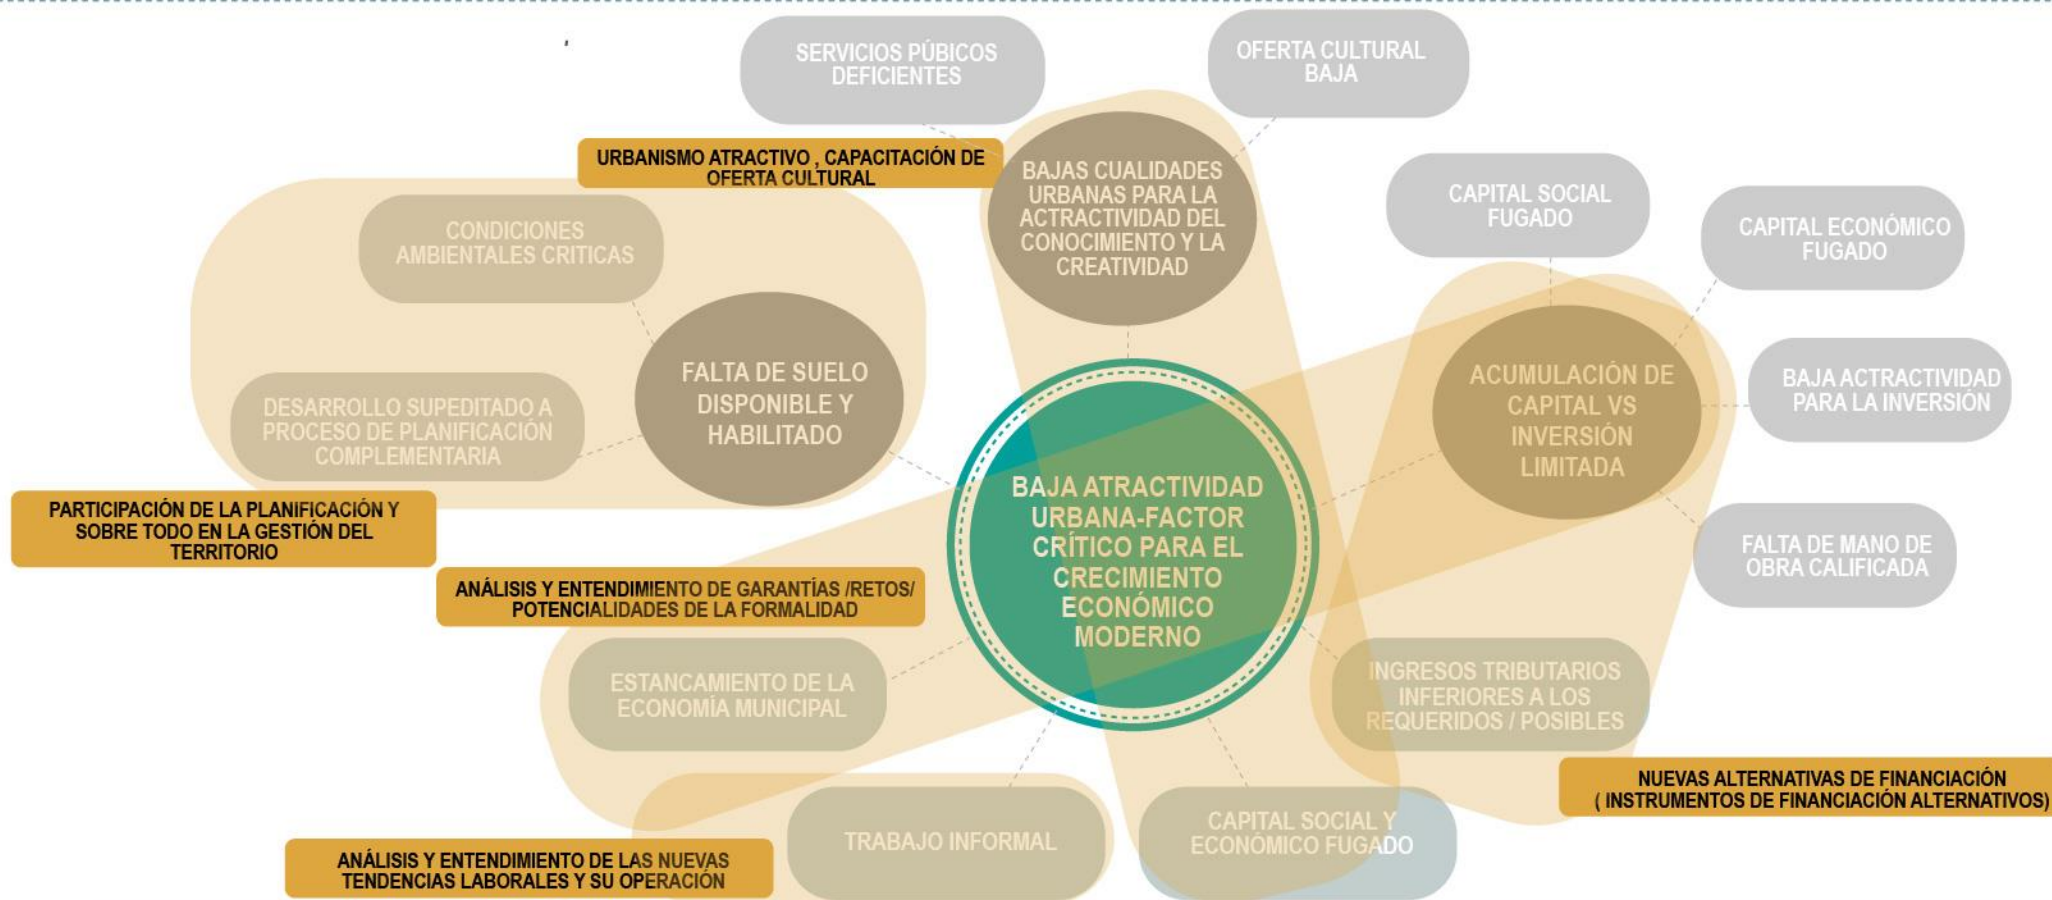 SERVICIOS PÚBICOS
DEFICIENTES
OFERTA CULTURAL
BAJA
URBANISMO ATRACTIVO , CAPACITACIÓN DE
OFERTA CULTURAL
BAJAS CUALIDADES
URBANAS PARA LA
ACTRACTIVIDAD DEL
CONOCIMIENTO Y LA
CREATIVIDAD
CAPITAL SOCIAL
FUGADO
CAPITAL ECONÓMICO
FUGADO
CONDICIONES
AMBIENTALES CRITICAS
FALTA DE SUELO
DISPONIBLE Y
HABILITADO
ACUMULACIÓN DE
CAPITAL VS
INVERSIÓN
LIMITADA
BAJA ACTRACTIVIDAD
PARA LA INVERSIÓN
DESARROLLO SUPEDITADO A
PROCESO DE PLANIFICACIÓN
COMPLEMENTARIA
PARTICIPACIÓN DE LA PLANIFICACIÓN Y
SOBRE TODO EN LA GESTIÓN DEL
TERRITORIO
BAJA ATRACTIVIDAD
URBANA-FACTOR
CRÍTICO PARA EL
CRECIMIENTO
ECONÓMICO
MODERNO
FALTA DE MANO DE
OBRA CALIFICADA
ANÁLISIS Y ENTENDIMIENTO DE GARANTÍAS /RETOS/
POTENCIALIDADES DE LA FORMALIDAD
ESTANCAMIENTO DE LA
ECONOMÍA MUNICIPAL
INGRESOS TRIBUTARIOS
INFERIORES A LOS
REQUERIDOS / POSIBLES
NUEVAS ALTERNATIVAS DE FINANCIACIÓN
( INSTRUMENTOS DE FINANCIACIÓN ALTERNATIVOS)
TRABAJO INFORMAL
CAPITAL SOCIAL Y
ECONÓMICO FUGADO
ANÁLISIS Y ENTENDIMIENTO DE LAS NUEVAS
TENDENCIAS LABORALES Y SU OPERACIÓN